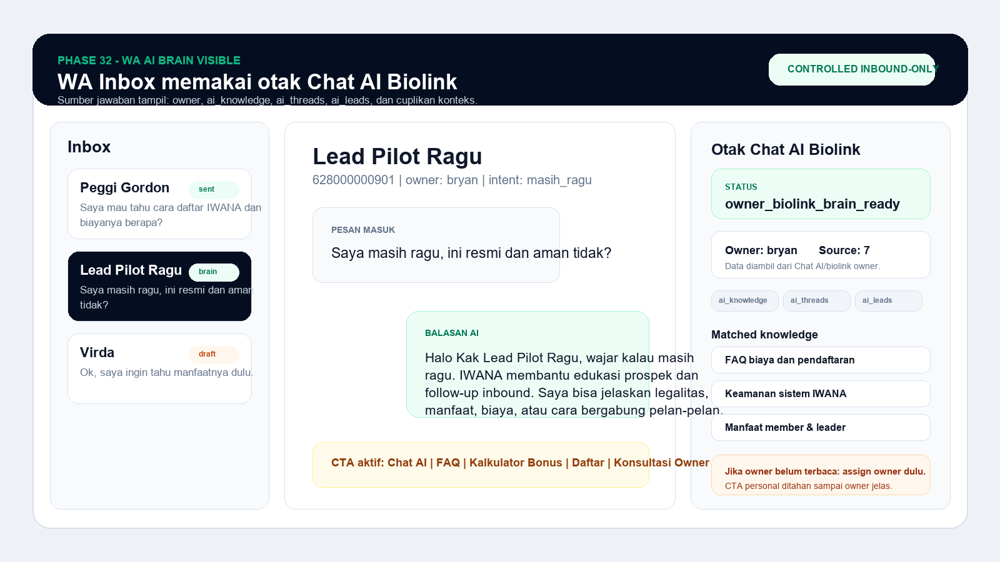 PHASE 32 - WA AI BRAIN VISIBLE
WA Inbox memakai otak Chat AI Biolink
Sumber jawaban tampil: owner, ai_knowledge, ai_threads, ai_leads, dan cuplikan konteks.
CONTROLLED INBOUND-ONLY
Inbox
Peggi Gordon
sent
Saya mau tahu cara daftar IWANA dan
biayanya berapa?
Lead Pilot Ragu
brain
Saya masih ragu, ini resmi dan aman
tidak?
Virda
draft
Ok, saya ingin tahu manfaatnya dulu.
Lead Pilot Ragu
628000000901 | owner: bryan | intent: masih_ragu
PESAN MASUK
Saya masih ragu, ini resmi dan aman tidak?
BALASAN AI
Halo Kak Lead Pilot Ragu, wajar kalau masih
ragu. IWANA membantu edukasi prospek dan
follow-up inbound. Saya bisa jelaskan legalitas,
manfaat, biaya, atau cara bergabung pelan-pelan.
CTA aktif: Chat AI | FAQ | Kalkulator Bonus | Daftar | Konsultasi Owner
Otak Chat AI Biolink
STATUS
owner_biolink_brain_ready
Owner: bryan
Source: 7
Data diambil dari Chat AI/biolink owner.
ai_knowledge
ai_threads
ai_leads
Matched knowledge
FAQ biaya dan pendaftaran
Keamanan sistem IWANA
Manfaat member & leader
Jika owner belum terbaca: assign owner dulu.
CTA personal ditahan sampai owner jelas.